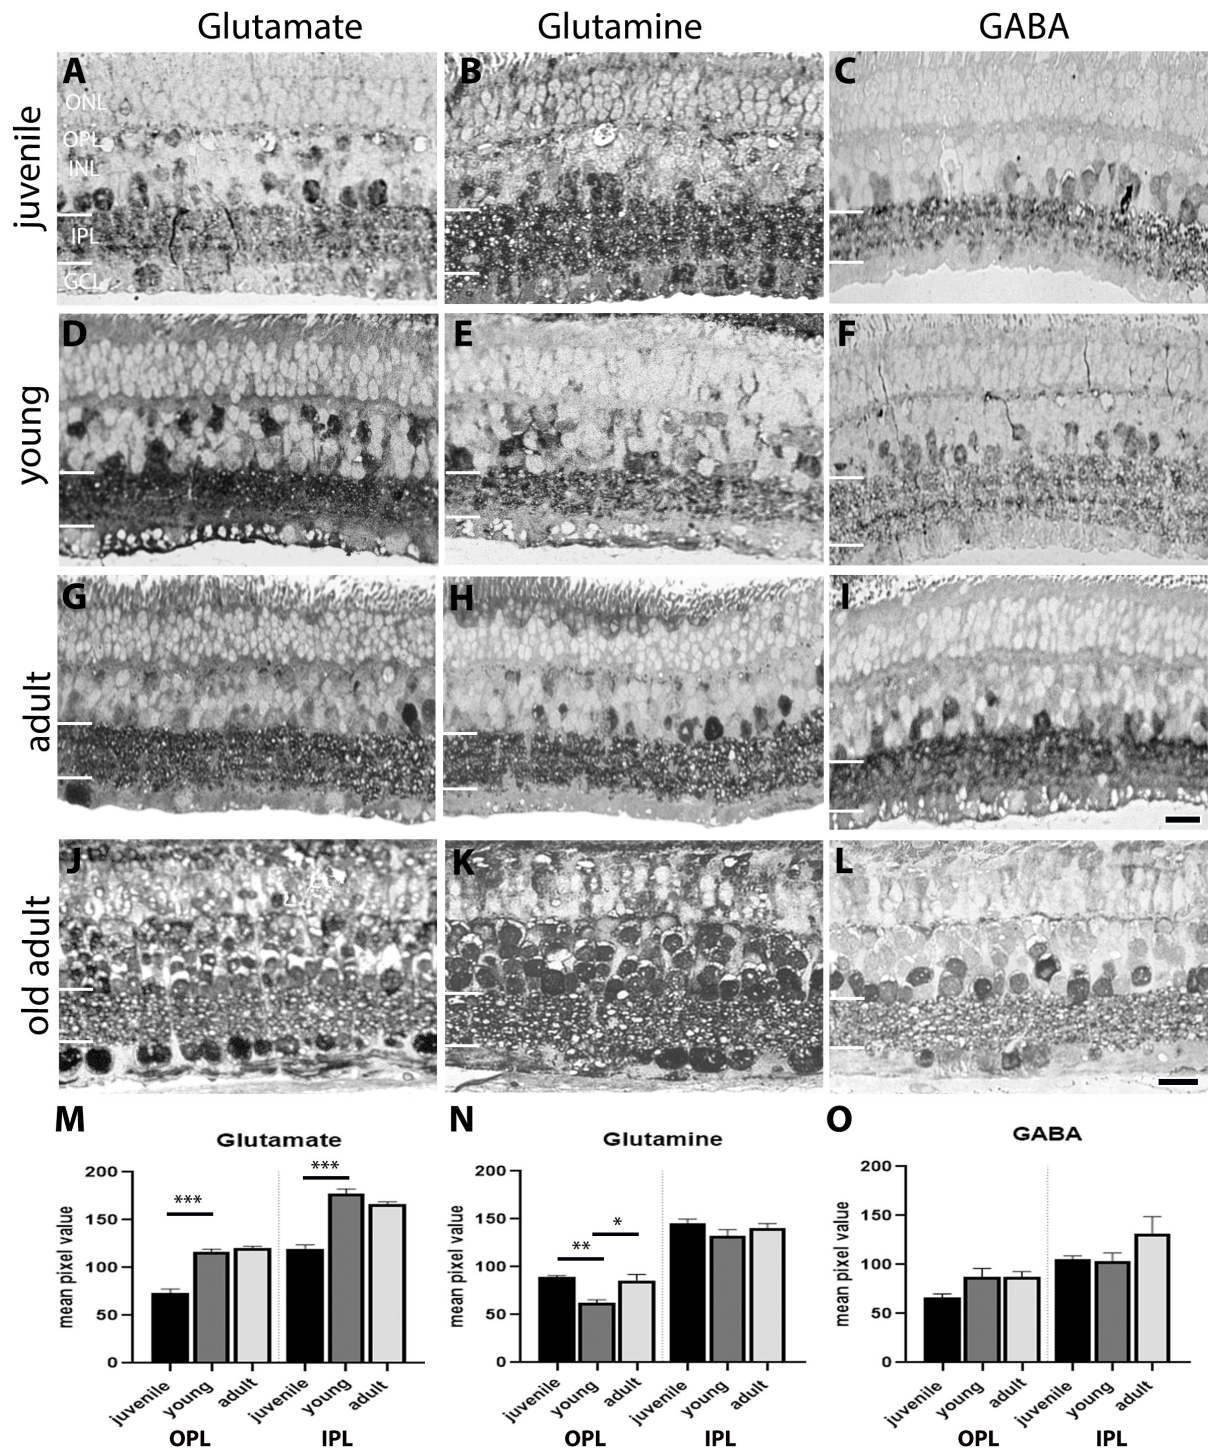 Glutamate Glutamine GABA
juvenile
A B C
ONL
OPL
INL
IPL
GCL
young
D E F
adult
G H I
old adult
J K L
M N O
Glutamate
mean pixel value
200
150
100
50
0
***
***
juvenile young adult juvenile young adult
OPL IPL
Glutamine
mean pixel value
200
150
100
50
0
**
*
juvenile young adult juvenile young adult
OPL IPL
GABA
mean pixel value
200
150
100
50
0
juvenile young adult juvenile young adult
OPL IPL